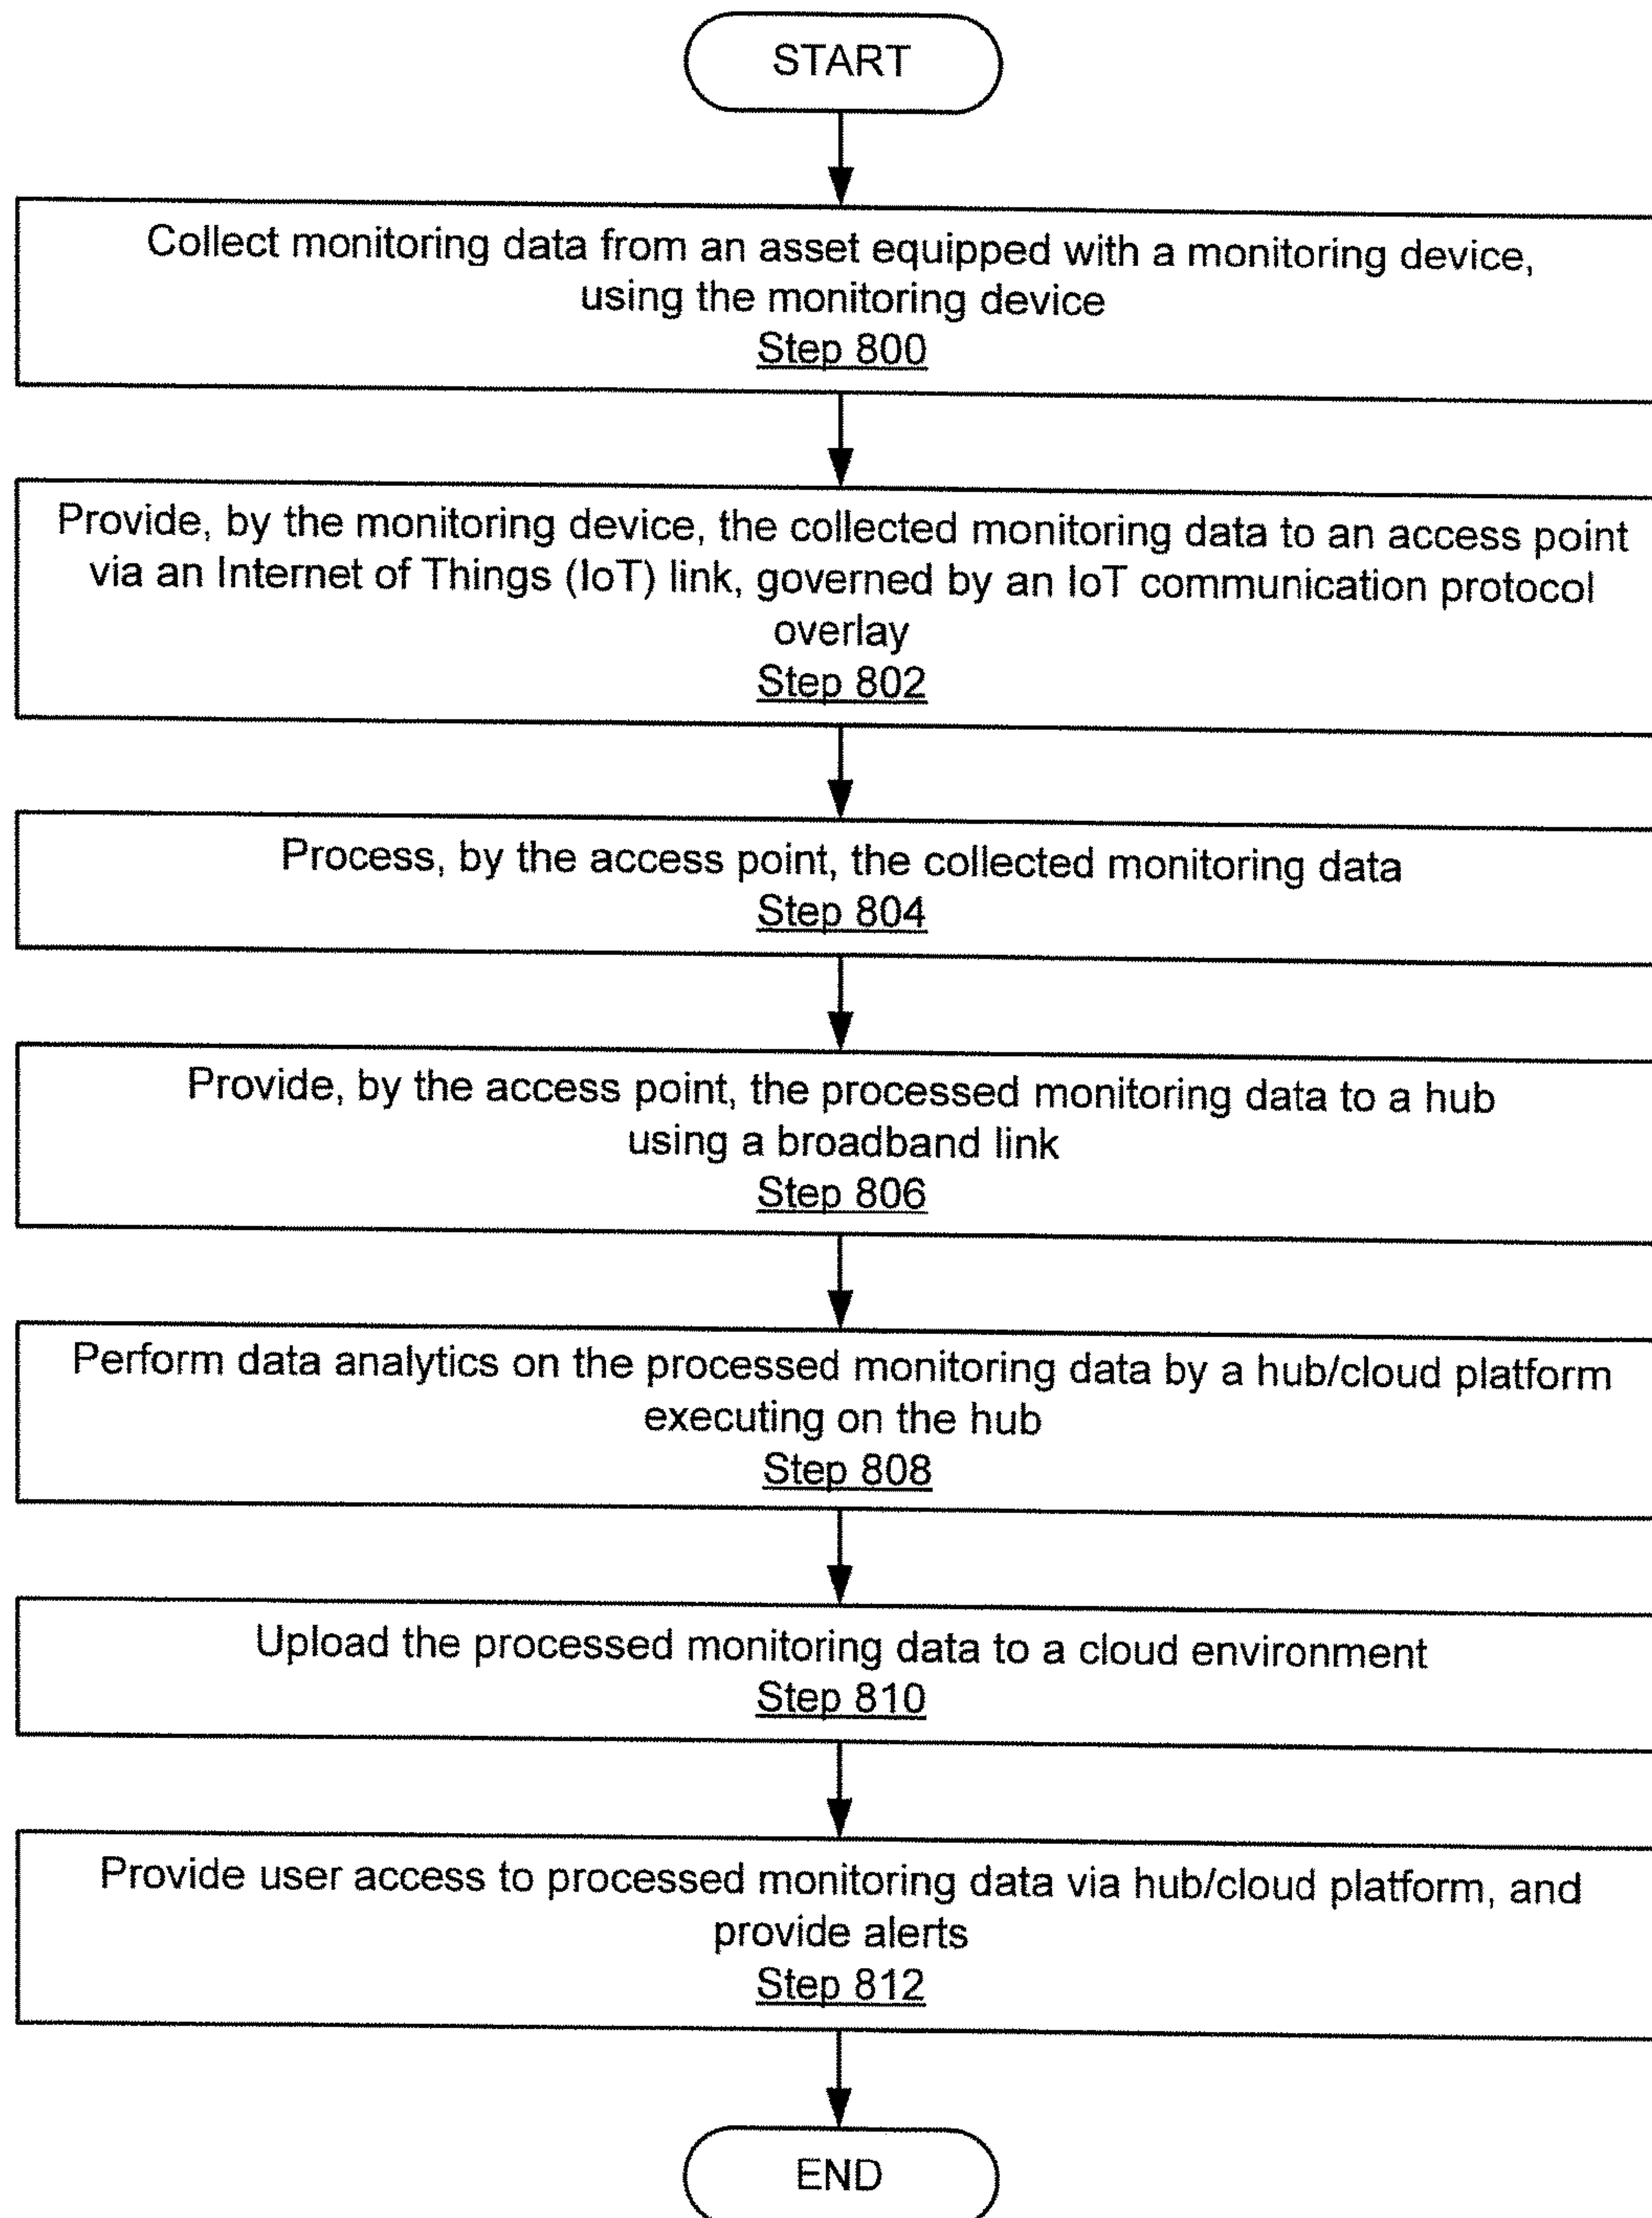 START
Collect monitoring data from an asset equipped with a monitoring device,
using the monitoring device
Step 800
Provide, by the monitoring device, the collected monitoring data to an access point
via an Internet of Things (IoT) link, governed by an IoT communication protocol
overlay
Step 802
Process, by the access point, the collected monitoring data
Step 804
Provide, by the access point, the processed monitoring data to a hub
using a broadband link
Step 806
Perform data analytics on the processed monitoring data by a hub/cloud platform
executing on the hub
Step 808
Upload the processed monitoring data to a cloud environment
Step 810
Provide user access to processed monitoring data via hub/cloud platform, and
provide alerts
Step 812
END